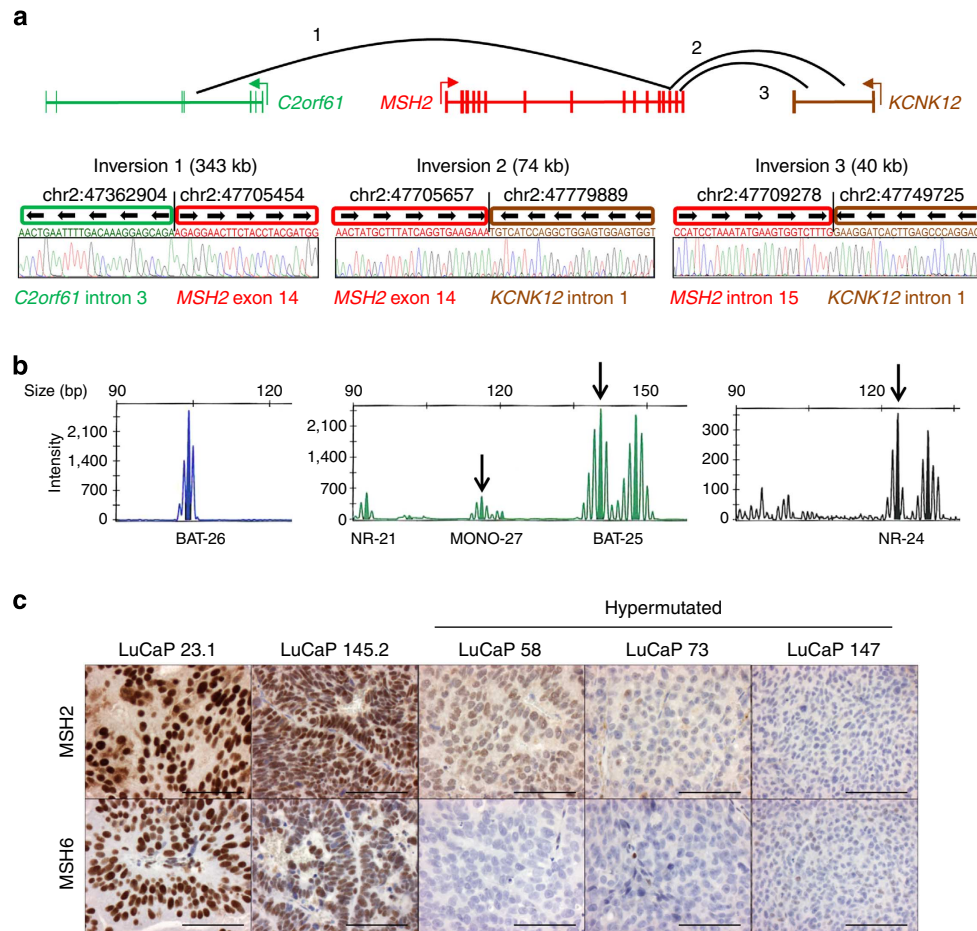 a
1
2
3
C2orf61
MSH2
KCNK12
Inversion 1 (343 kb)
Inversion 2 (74 kb)
Inversion 3 (40 kb)
chr2:47362904 chr2:47705454
chr2:47705657 chr2:47779889
chr2:47709278 chr2:47749725
AACTGAATTTTGACAAAGGAGCAGAAGAGGAACTTCTACCTACGATGG
AACTATGCTTTATCAGGTGAAGAAATGTCATCCAGGCTGGAGTGGAGTGGT
CCATCCTAAATATGAAGTGGTCTTTGGAAGGATCACTTGAGCCCAGGAC
C2orf61 intron 3 MSH2 exon 14
MSH2 exon 14 KCNK12 intron 1
MSH2 intron 15 KCNK12 intron 1
b
Size (bp)
90 120
90 120 150
90 120
Intensity
2,100
1,400
700
0
2,100
1,400
700
0
300
200
100
0
BAT-26
NR-21 MONO-27 BAT-25
NR-24
c
Hypermutated
LuCaP 23.1 LuCaP 145.2 LuCaP 58 LuCaP 73 LuCaP 147
MSH2
MSH6